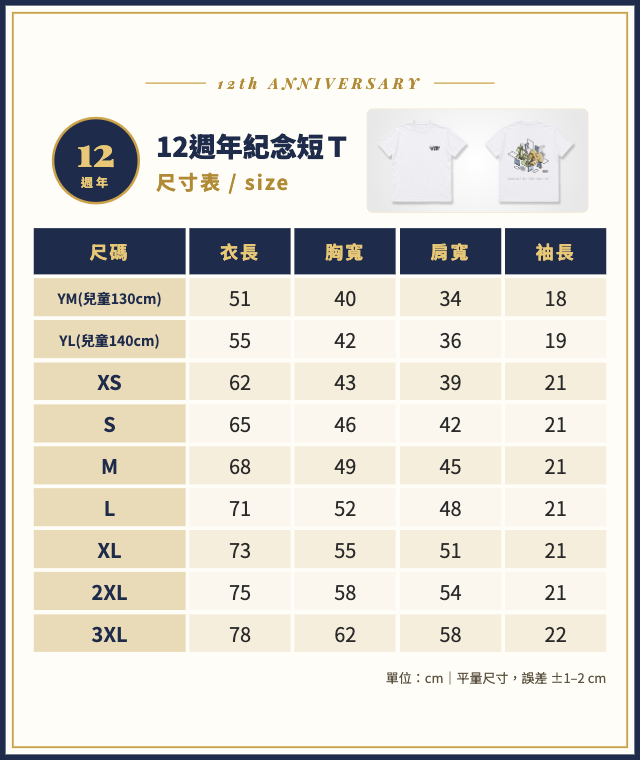 12th ANNIVERSARY
12
週年
12週年紀念短T
尺寸表 / size
VIP
尺碼 衣長 胸寬 肩寬 袖長
YM(兒童130cm) 51 40 34 18
YL(兒童140cm) 55 42 36 19
XS 62 43 39 21
S 65 46 42 21
M 68 49 45 21
L 71 52 48 21
XL 73 55 51 21
2XL 75 58 54 21
3XL 78 62 58 22
單位：cm｜平量尺寸，誤差 ±1–2 cm